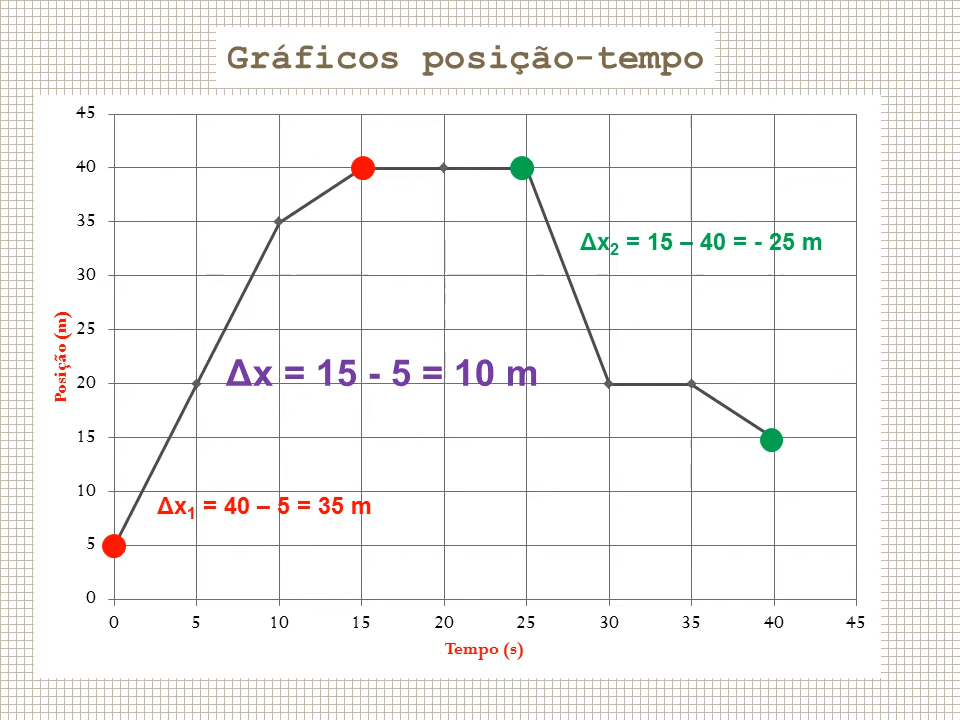 Gráficos posição-tempo
45
40
35
Δx₂ = 15 – 40 = - 25 m
30
Posição (m)
25
Δx = 15 - 5 = 10 m
20
15
10
Δx₁ = 40 – 5 = 35 m
5
0
0 5 10 15 20 25 30 35 40 45
Tempo (s)